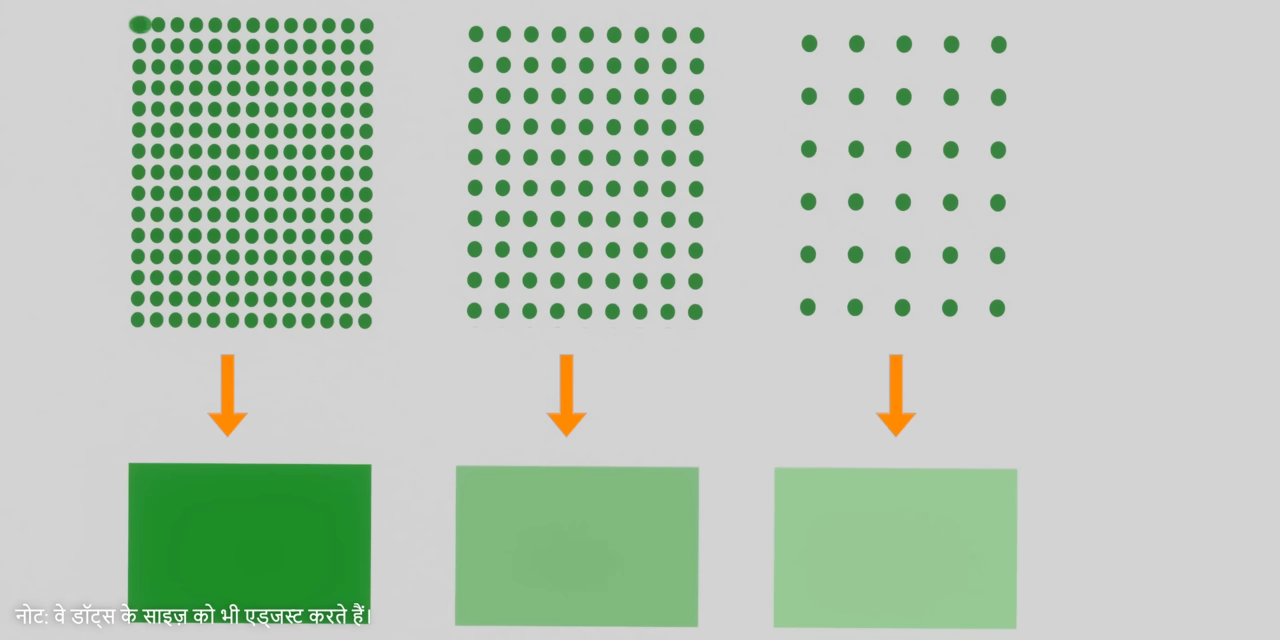 नोट: वे डॉट्स के साइज़ को भी एड्जस्ट करते हैं।